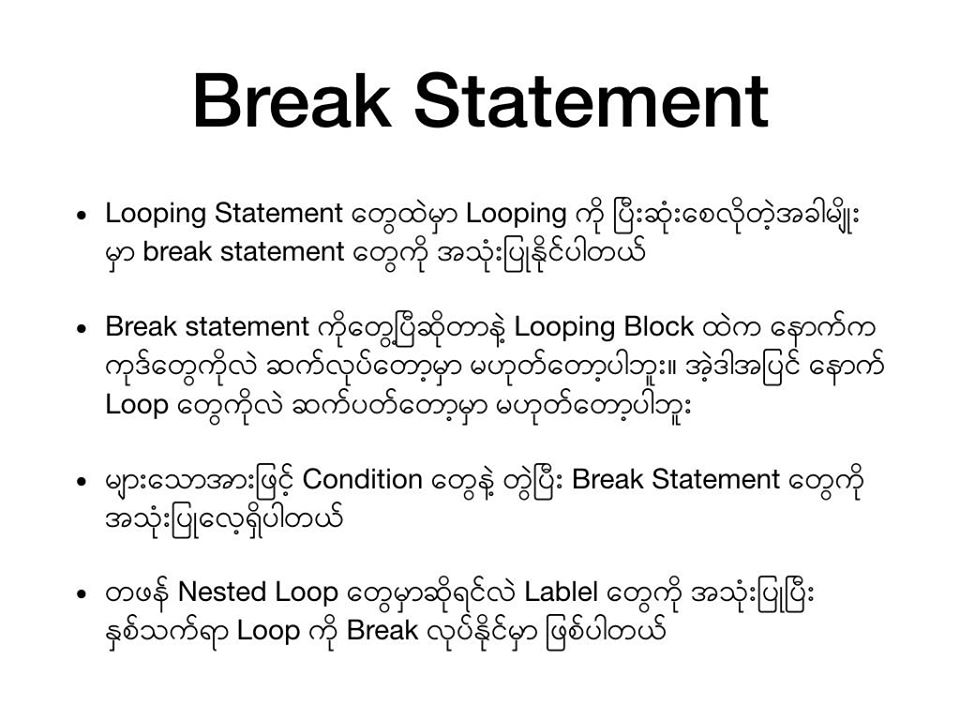 Break Statement
• Looping Statement တွေထဲမှာ Looping ကို ပြီးဆုံးစေလိုတဲ့အခါမျိုး
မှာ break statement တွေကို အသုံးပြုနိုင်ပါတယ်
• Break statement ကိုတွေ့ပြီဆိုတာနဲ့ Looping Block ထဲက နောက်က
ကုဒ်တွေကိုလဲ ဆက်လုပ်တော့မှာ မဟုတ်တော့ပါဘူး။ အဲ့ဒါအပြင် နောက်
Loop တွေကိုလဲ ဆက်ပတ်တော့မှာ မဟုတ်တော့ပါဘူး
• များသောအားဖြင့် Condition တွေနဲ့ တွဲပြီး Break Statement တွေကို
အသုံးပြုလေ့ရှိပါတယ်
• တဖန် Nested Loop တွေမှာဆိုရင်လဲ Lablel တွေကို အသုံးပြုပြီး
နှစ်သက်ရာ Loop ကို Break လုပ်နိုင်မှာ ဖြစ်ပါတယ်